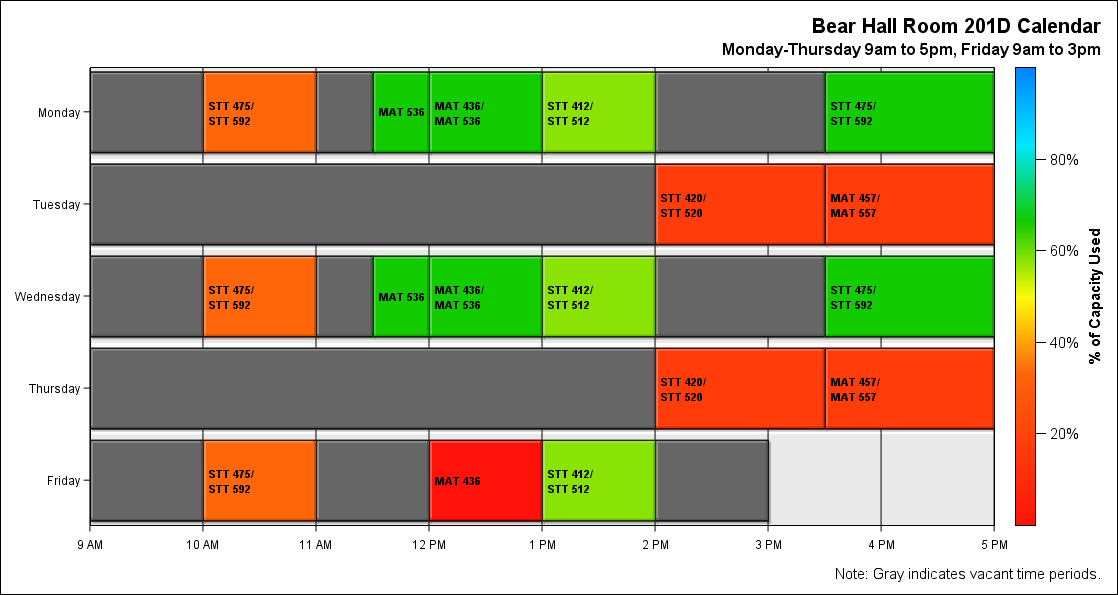 Bear Hall Room 201D Calendar
Monday-Thursday 9am to 5pm, Friday 9am to 3pm
Monday
STT 475/
STT 592
MAT 536
MAT 436/
MAT 536
STT 412/
STT 512
STT 475/
STT 592
Tuesday
STT 420/
STT 520
MAT 457/
MAT 557
Wednesday
STT 475/
STT 592
MAT 536
MAT 436/
MAT 536
STT 412/
STT 512
STT 475/
STT 592
Thursday
STT 420/
STT 520
MAT 457/
MAT 557
Friday
STT 475/
STT 592
MAT 436
STT 412/
STT 512
9 AM
10 AM
11 AM
12 PM
1 PM
2 PM
3 PM
4 PM
5 PM
80%
60%
40%
20%
% of Capacity Used
Note: Gray indicates vacant time periods.